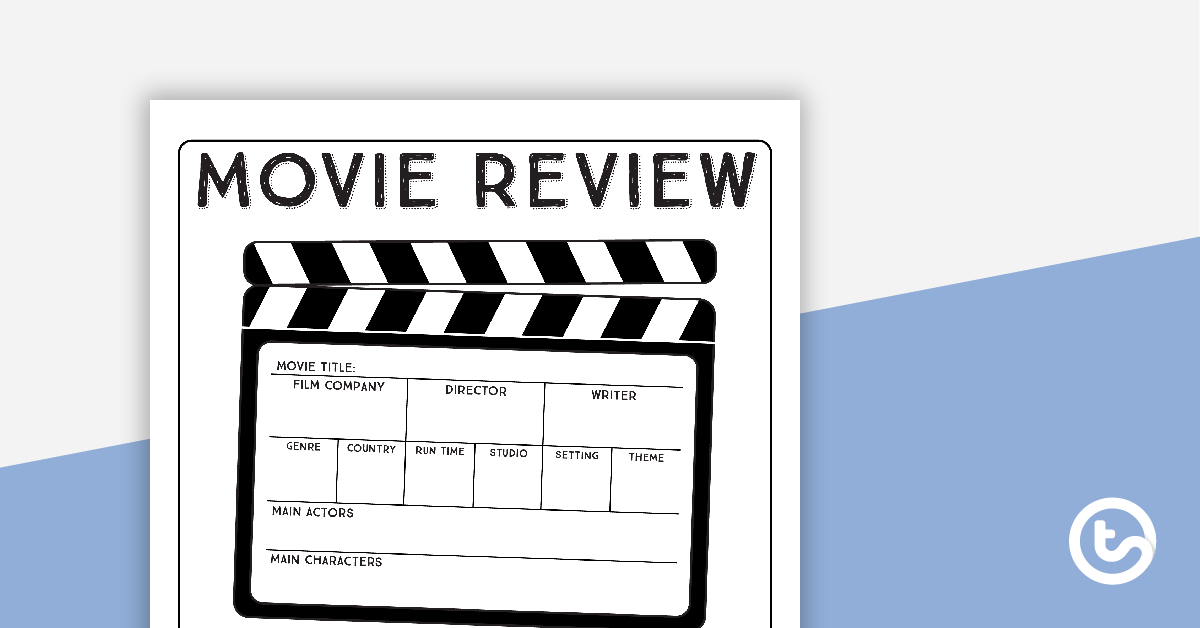 MOVIE REVIEW
MOVIE TITLE:
FILM COMPANY DIRECTOR WRITER
GENRE COUNTRY RUN TIME STUDIO SETTING THEME
MAIN ACTORS
MAIN CHARACTERS